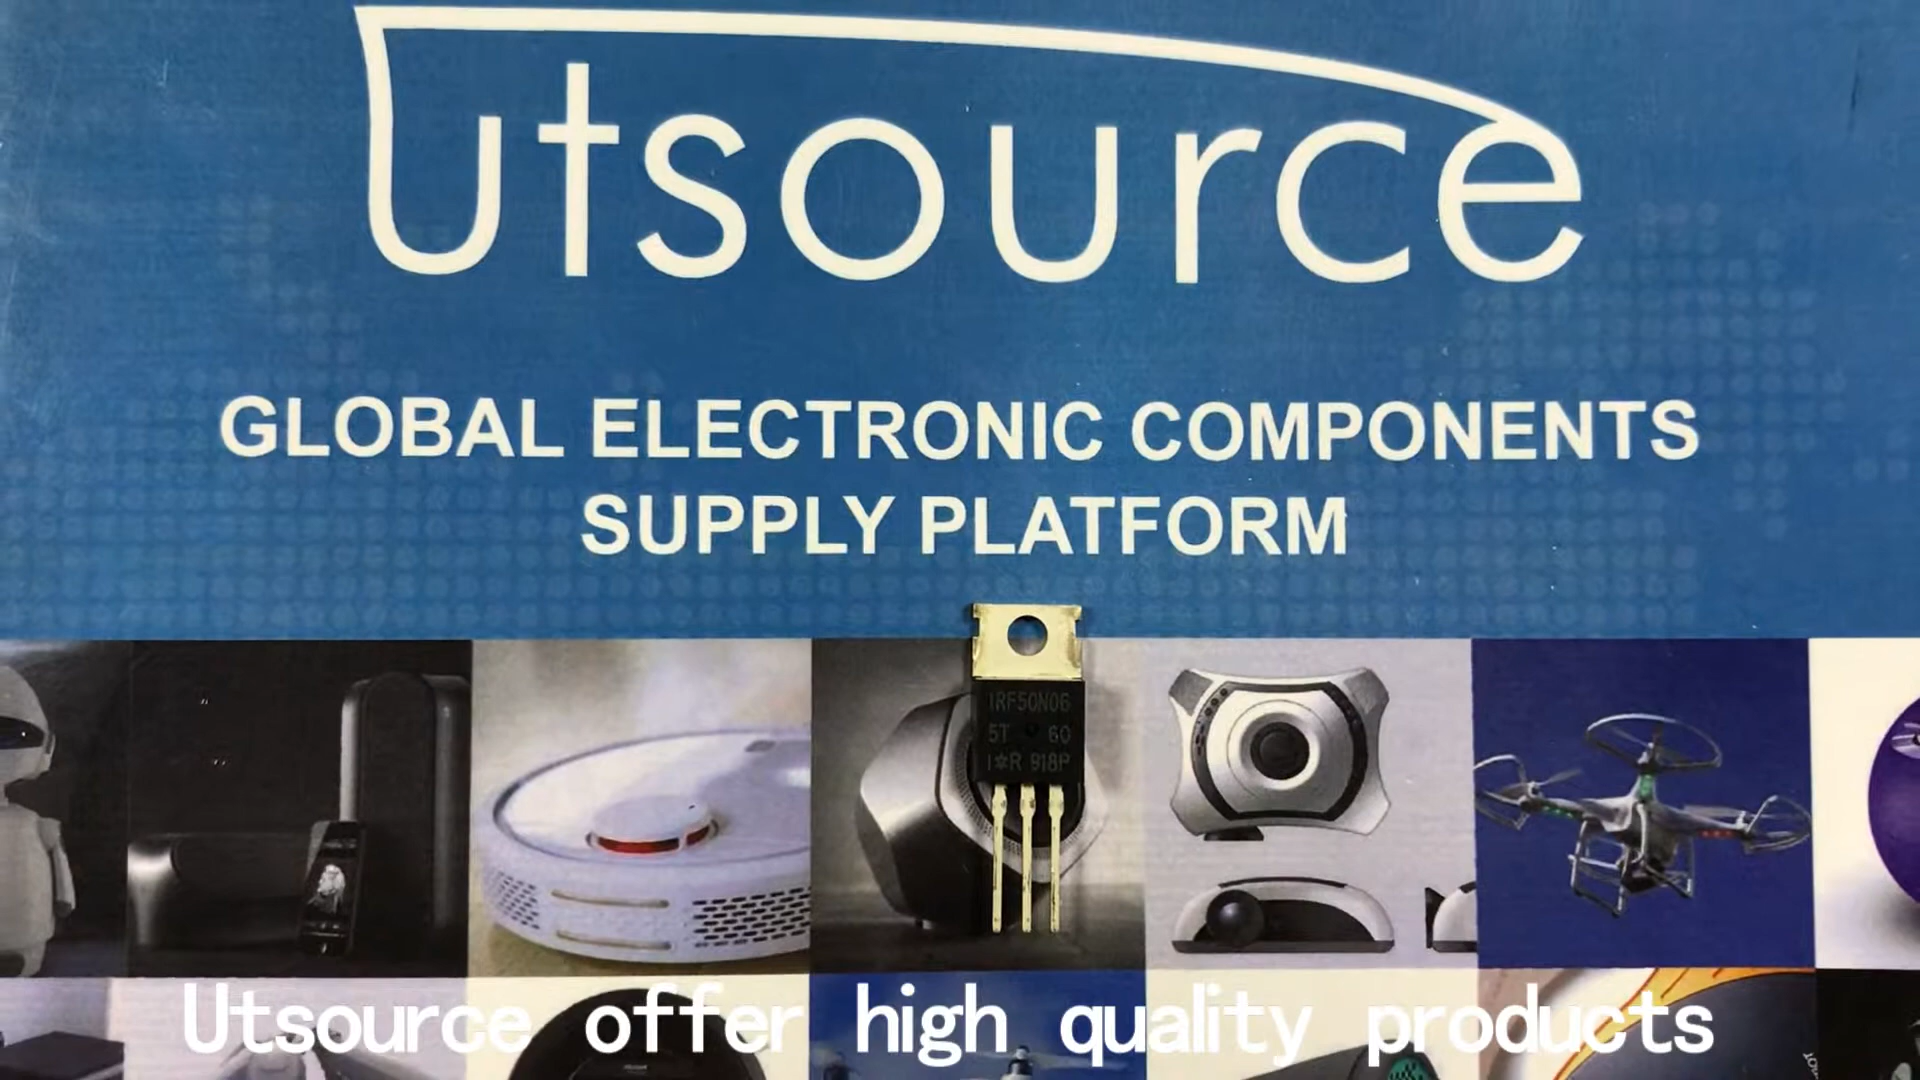 Utsource
GLOBAL ELECTRONIC COMPONENTS
SUPPLY PLATFORM
IRF50N06
5T 60
I☆R 918P
Utsource offer high quality products